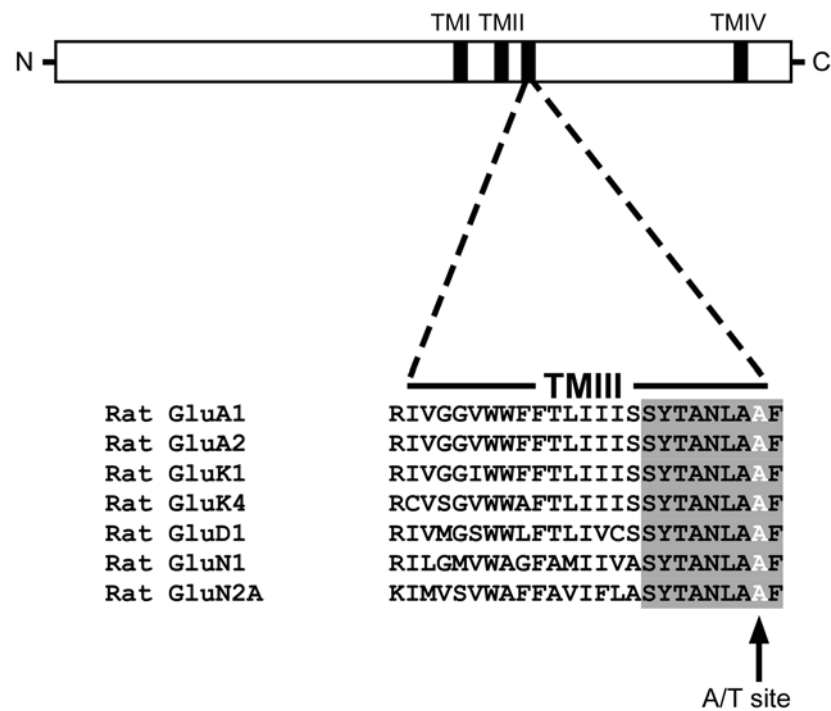 TMI TMII TMIV
N C
TMIII
Rat GluA1 RIVGGVWWFFTLIIISSYTANLAAF
Rat GluA2 RIVGGVWWFFTLIIISSYTANLAAF
Rat GluK1 RIVGGIWWFFTLIIISSYTANLAAF
Rat GluK4 RCVSGVWWAFTLIIISSYTANLAAF
Rat GluD1 RIVMGSWWLFTLIVCSSYTANLAAF
Rat GluN1 RILGMVWAGFAMIIVASYTANLAAF
Rat GluN2A KIMVSVWAFFAVIFLASYTANLAAF
A/T site